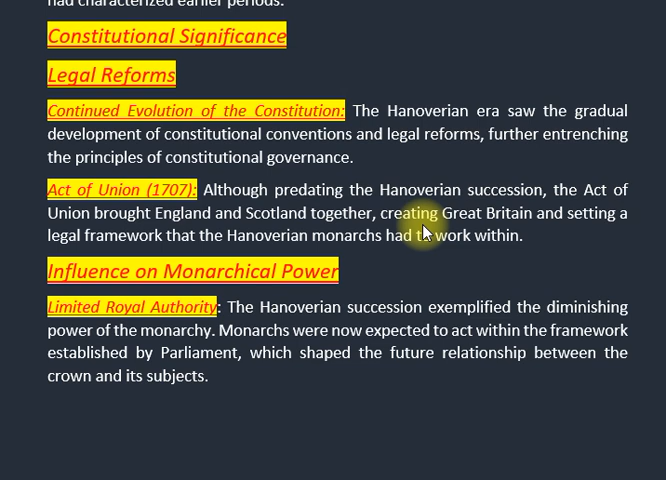 had characterized earlier periods.
Constitutional Significance
Legal Reforms
Continued Evolution of the Constitution: The Hanoverian era saw the gradual
development of constitutional conventions and legal reforms, further entrenching
the principles of constitutional governance.
Act of Union (1707): Although predating the Hanoverian succession, the Act of
Union brought England and Scotland together, creating Great Britain and setting a
legal framework that the Hanoverian monarchs had to work within.
Influence on Monarchical Power
Limited Royal Authority: The Hanoverian succession exemplified the diminishing
power of the monarchy. Monarchs were now expected to act within the framework
established by Parliament, which shaped the future relationship between the
crown and its subjects.